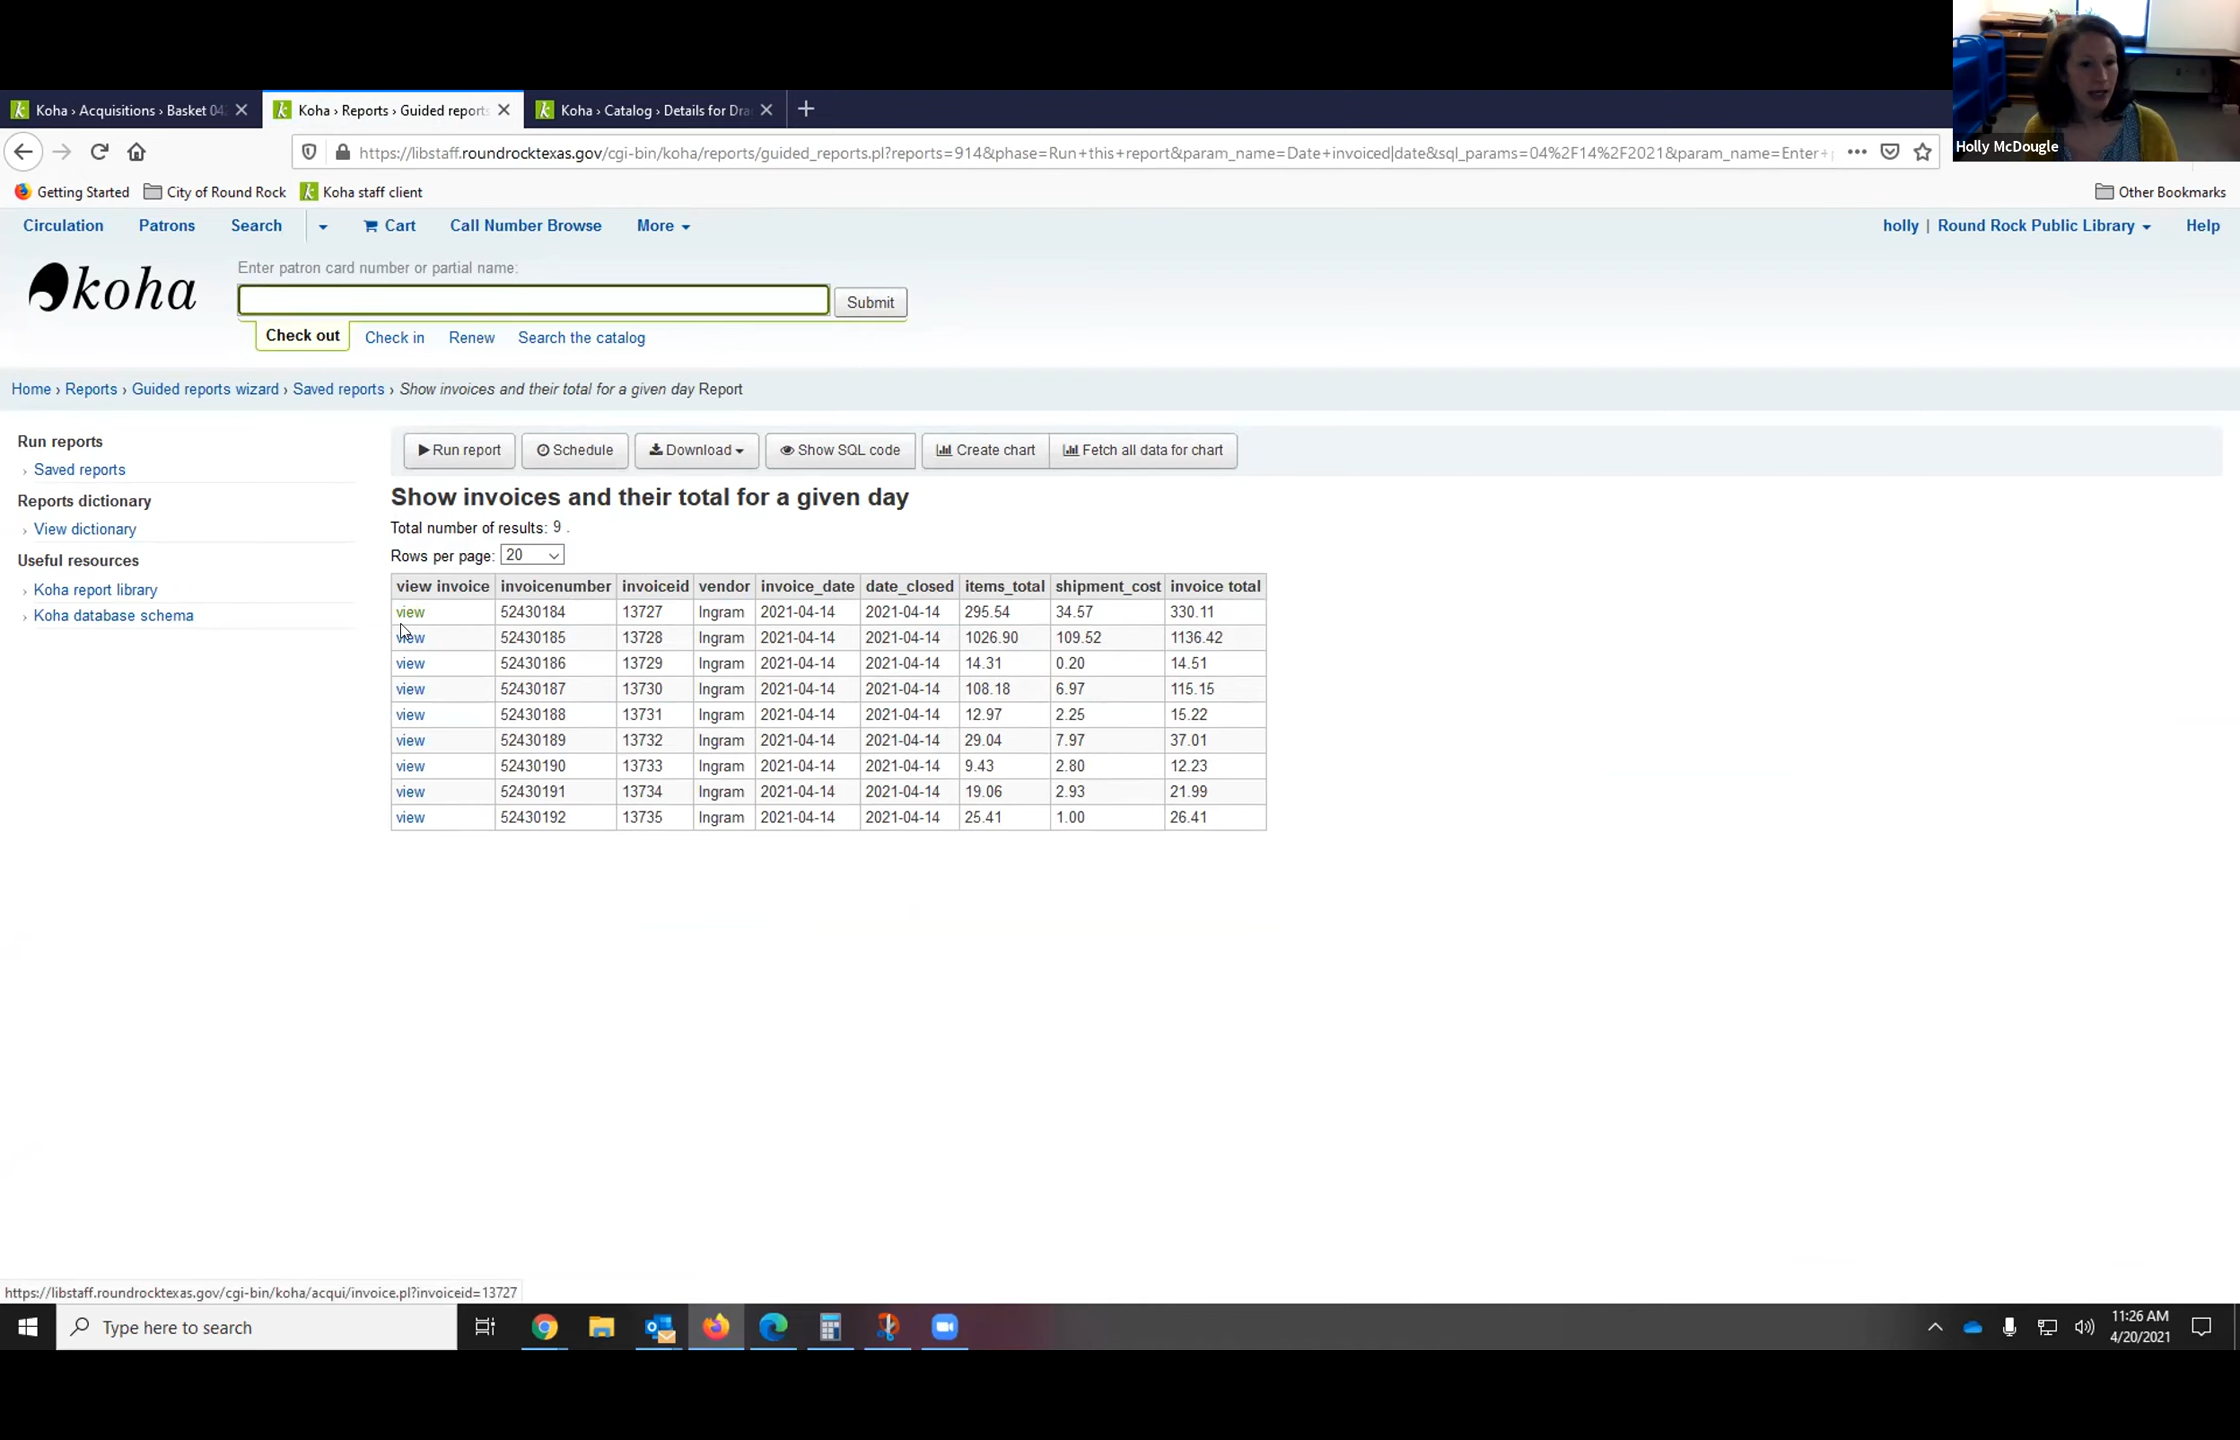 Holly McDougle
Koha › Acquisitions › Basket 04
Koha › Reports › Guided reports
Koha › Catalog › Details for Dra
https://libstaff.roundrocktexas.gov/cgi-bin/koha/reports/guided_reports.pl?reports=914&phase=Run+this+report&param_name=Date+invoiced|date&sql_params=04%2F14%2F2021&param_name=Enter+
Getting Started City of Round Rock Koha staff client Other Bookmarks
Circulation Patrons Search Cart Call Number Browse More holly | Round Rock Public Library Help
koha
Enter patron card number or partial name:
Submit
Check out Check in Renew Search the catalog
Home › Reports › Guided reports wizard › Saved reports › Show invoices and their total for a given day Report
Run reports
› Saved reports
Reports dictionary
› View dictionary
Useful resources
› Koha report library
› Koha database schema
Run report Schedule Download Show SQL code Create chart Fetch all data for chart
Show invoices and their total for a given day
Total number of results: 9 .
Rows per page: 20
view invoice invoicenumber invoiceid vendor invoice_date date_closed items_total shipment_cost invoice total
view 52430184 13727 Ingram 2021-04-14 2021-04-14 295.54 34.57 330.11
view 52430185 13728 Ingram 2021-04-14 2021-04-14 1026.90 109.52 1136.42
view 52430186 13729 Ingram 2021-04-14 2021-04-14 14.31 0.20 14.51
view 52430187 13730 Ingram 2021-04-14 2021-04-14 108.18 6.97 115.15
view 52430188 13731 Ingram 2021-04-14 2021-04-14 12.97 2.25 15.22
view 52430189 13732 Ingram 2021-04-14 2021-04-14 29.04 7.97 37.01
view 52430190 13733 Ingram 2021-04-14 2021-04-14 9.43 2.80 12.23
view 52430191 13734 Ingram 2021-04-14 2021-04-14 19.06 2.93 21.99
view 52430192 13735 Ingram 2021-04-14 2021-04-14 25.41 1.00 26.41
https://libstaff.roundrocktexas.gov/cgi-bin/koha/acqui/invoice.pl?invoiceid=13727
Type here to search
11:26 AM
4/20/2021